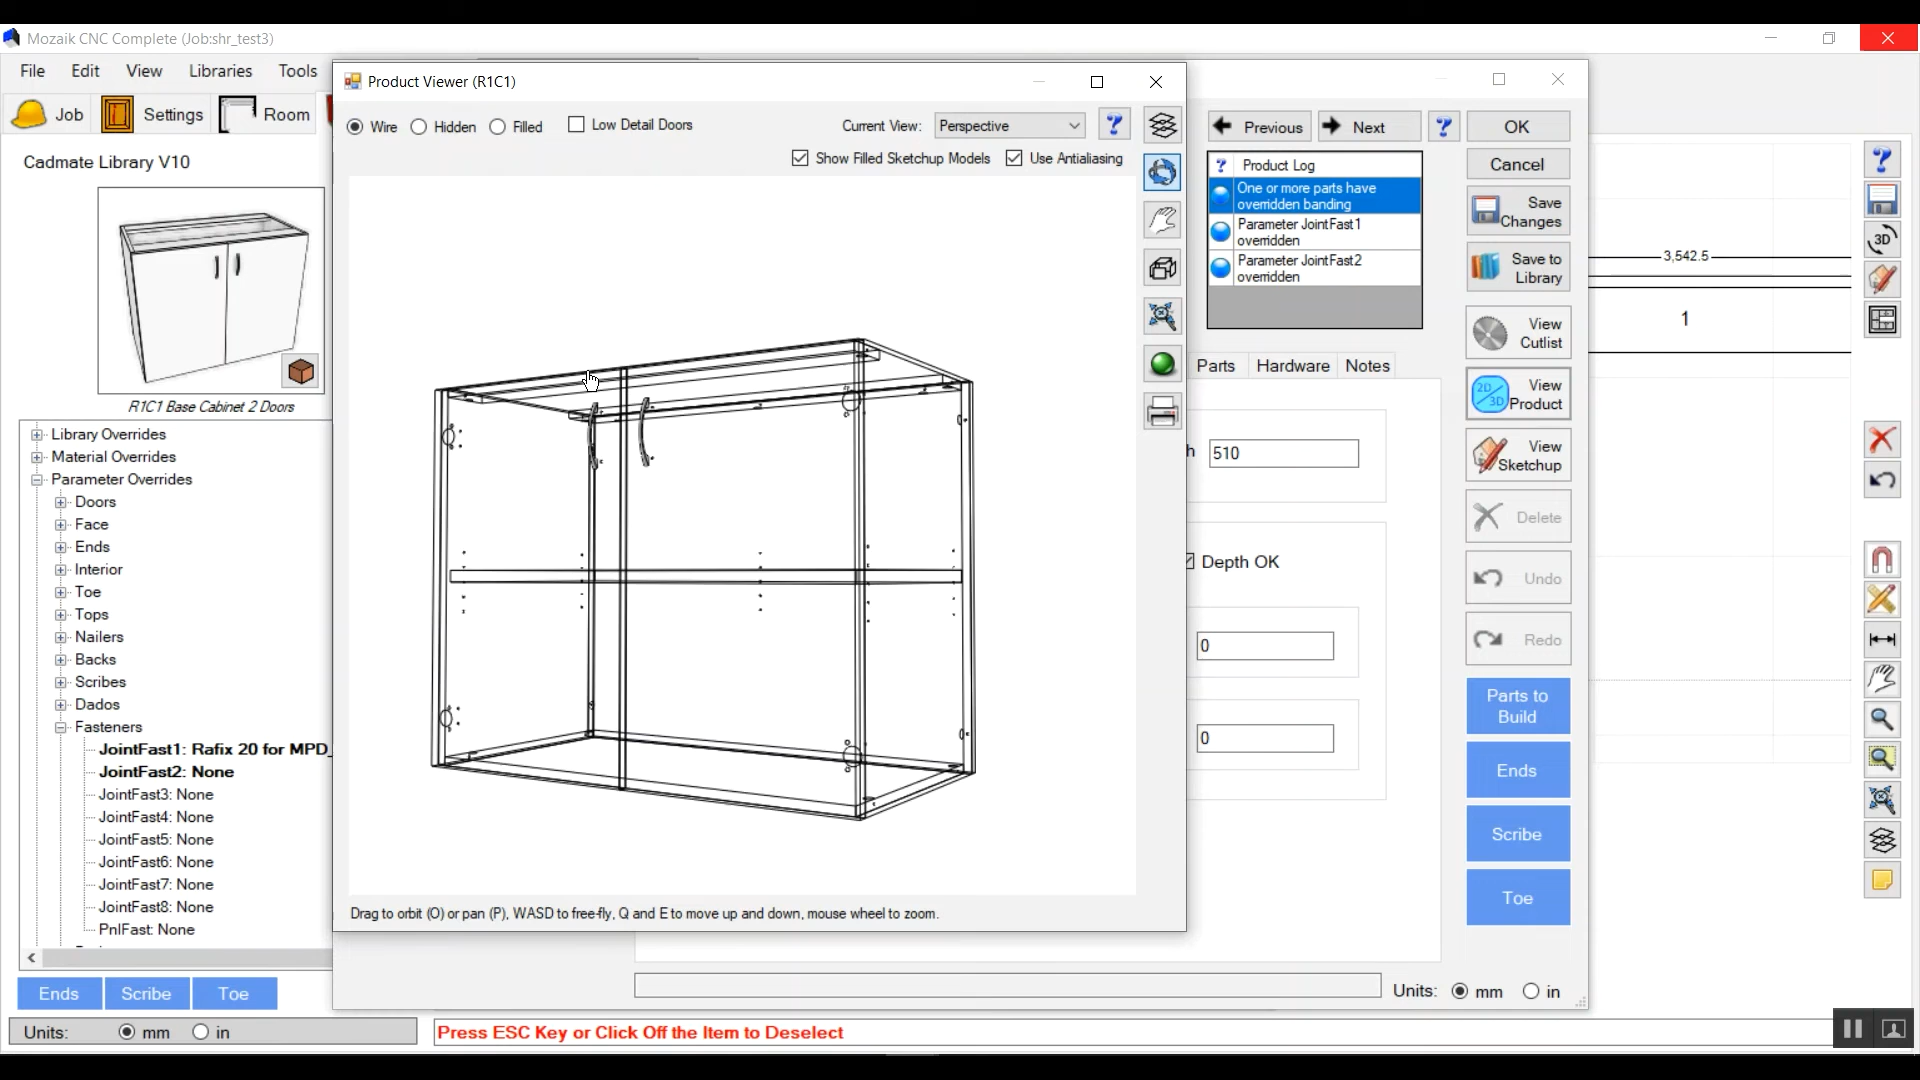 Mozaik CNC Complete (Job:shr_test3)
File Edit View Libraries Tools
Job Settings Room
Cadmate Library V10
R1C1 Base Cabinet 2 Doors
Library Overrides
Material Overrides
Parameter Overrides
Doors
Face
Ends
Interior
Toe
Tops
Nailers
Backs
Scribes
Dados
Fasteners
JointFast1: Rafix 20 for MPD_
JointFast2: None
JointFast3: None
JointFast4: None
JointFast5: None
JointFast6: None
JointFast7: None
JointFast8: None
PnlFast: None
Ends Scribe Toe
Units: mm in
Product Viewer (R1C1)
Wire Hidden Filled Low Detail Doors
Current View: Perspective
?
Show Filled Sketchup Models Use Antialiasing
Drag to orbit (O) or pan (P), WASD to free-fly, Q and E to move up and down, mouse wheel to zoom.
Previous Next ? OK
? Product Log
One or more parts have
overridden banding
Parameter JointFast1
overridden
Parameter JointFast2
overridden
Parts Hardware Notes
h 510
Depth OK
0
0
Cancel
Save
Changes
Save to
Library
View
Cutlist
2D/3D
View
Product
View
Sketchup
Delete
Undo
Redo
Parts to
Build
Ends
Scribe
Toe
Units: mm in
3,542.5
1
?
3D
Press ESC Key or Click Off the Item to Deselect